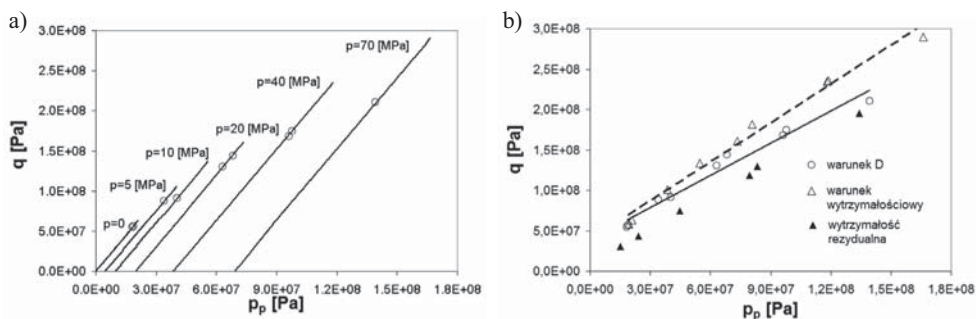 a)
q [Pa]
3.0E+08
2.5E+08
2.0E+08
1.5E+08
1.0E+08
5.0E+07
0.0E+00
p=70 [MPa]
p=40 [MPa]
p=20 [MPa]
p=10 [MPa]
p=5 [MPa]
p=0
0.0E+00 3.0E+07 6.0E+07 9.0E+07 1.2E+08 1.5E+08 1.8E+08
pp [Pa]
b)
q [Pa]
3,0E+08
2,5E+08
2,0E+08
1,5E+08
1,0E+08
5,0E+07
0,0E+00
warunek D
warunek
wytrzymałościowy
wytrzymałość
rezydualna
0,0E+00 3,0E+07 6,0E+07 9,0E+07 1,2E+08 1,5E+08 1,8E+08
pp [Pa]